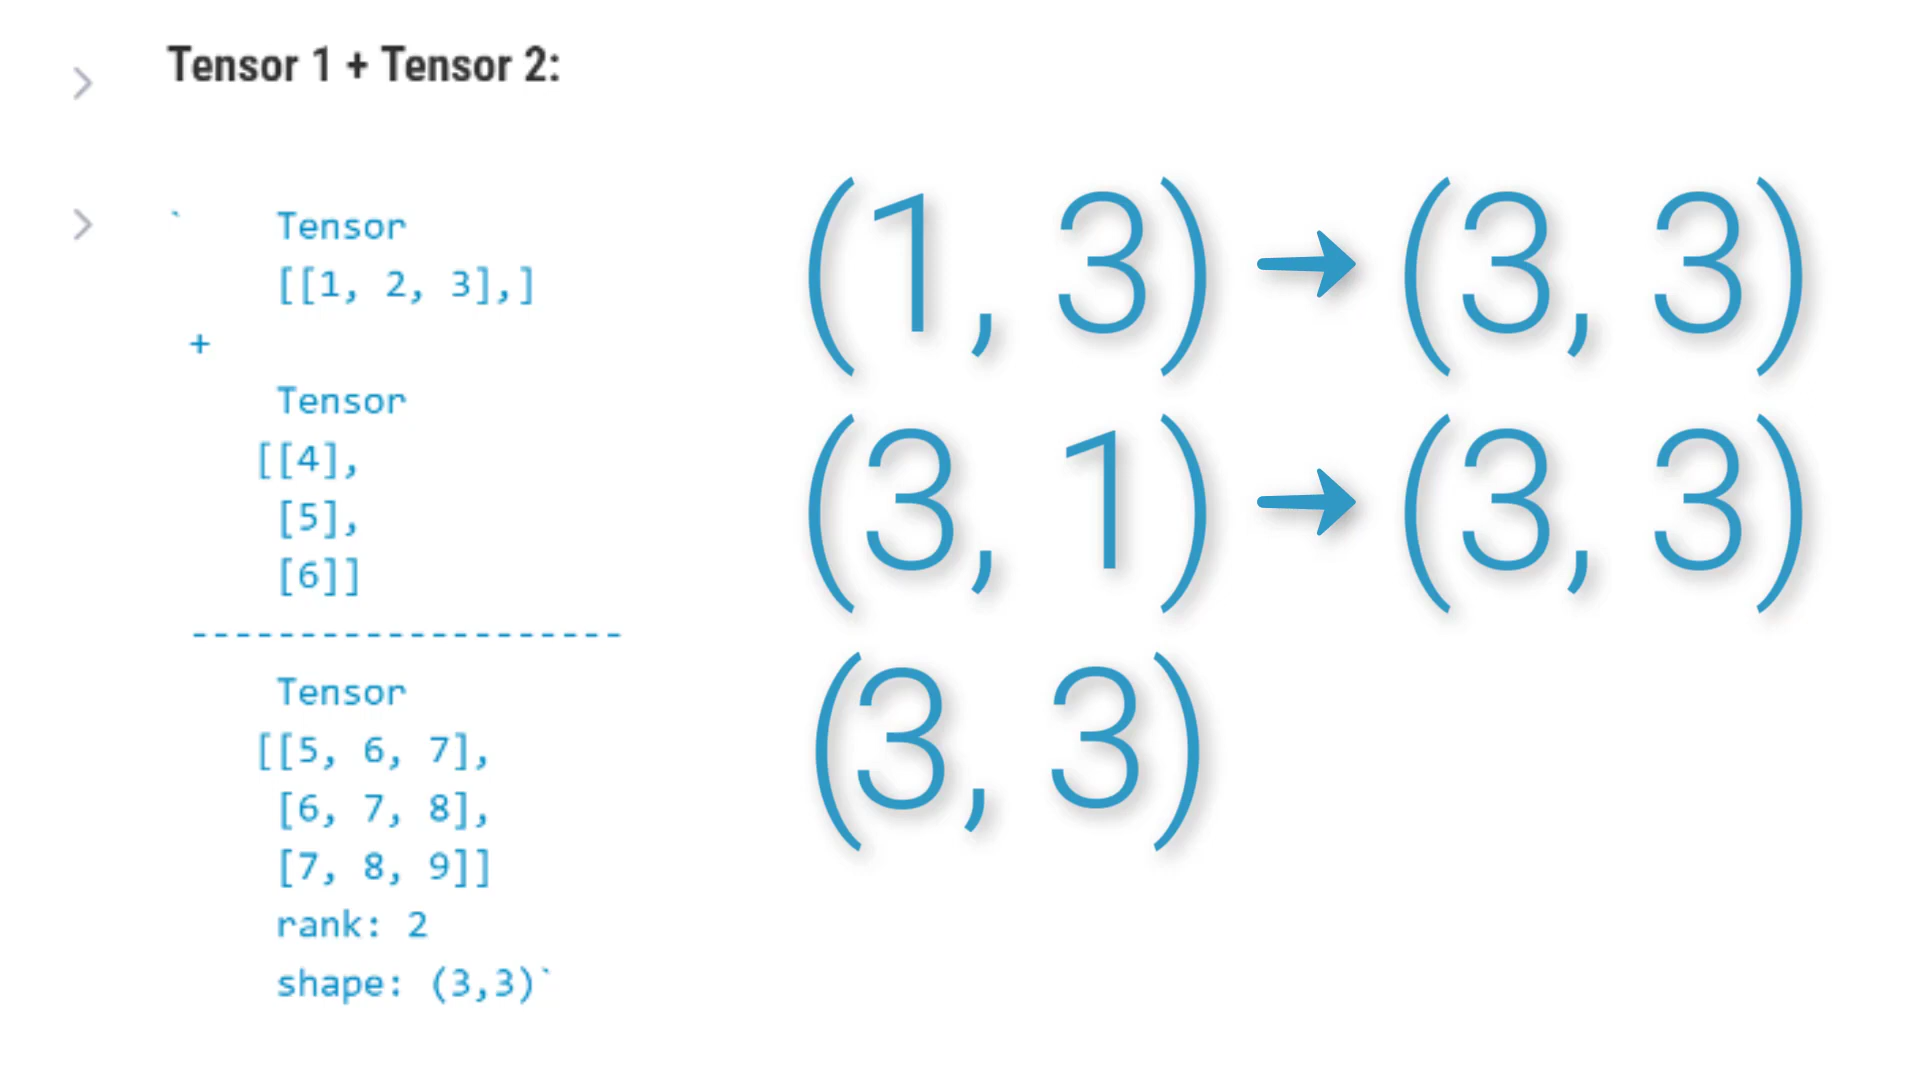 Tensor 1 + Tensor 2:
`    Tensor
[[1, 2, 3],]
+
Tensor
[[4],
[5],
[6]]
--------------------
Tensor
[[5, 6, 7],
[6, 7, 8],
[7, 8, 9]]
rank: 2
shape: (3,3)`
(1, 3) → (3, 3)
(3, 1) → (3, 3)
(3, 3)